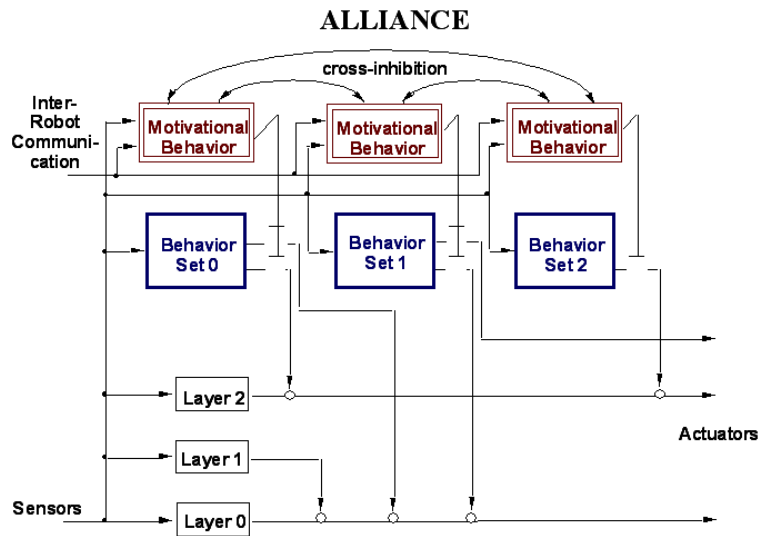 ALLIANCE
cross-inhibition
Inter-
Robot
Communi-
cation
Motivational
Behavior
Motivational
Behavior
Motivational
Behavior
Behavior
Set 0
Behavior
Set 1
Behavior
Set 2
Layer 2
Actuators
Layer 1
Sensors
Layer 0